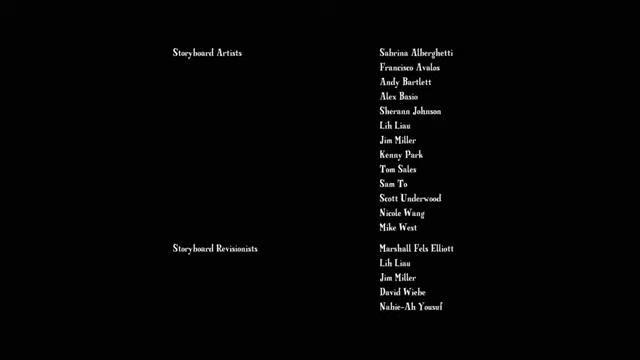 Storyboard Artists Sabrina Alberghetti
Francisco Avalos
Andy Bartlett
Alex Basio
Sherann Johnson
Lih Liau
Jim Miller
Kenny Park
Tom Sales
Sam To
Scott Underwood
Nicole Wang
Mike West
Storyboard Revisionists Marshall Fels Elliott
Lih Liau
Jim Miller
David Wiebe
Nabie-Ah Yousuf